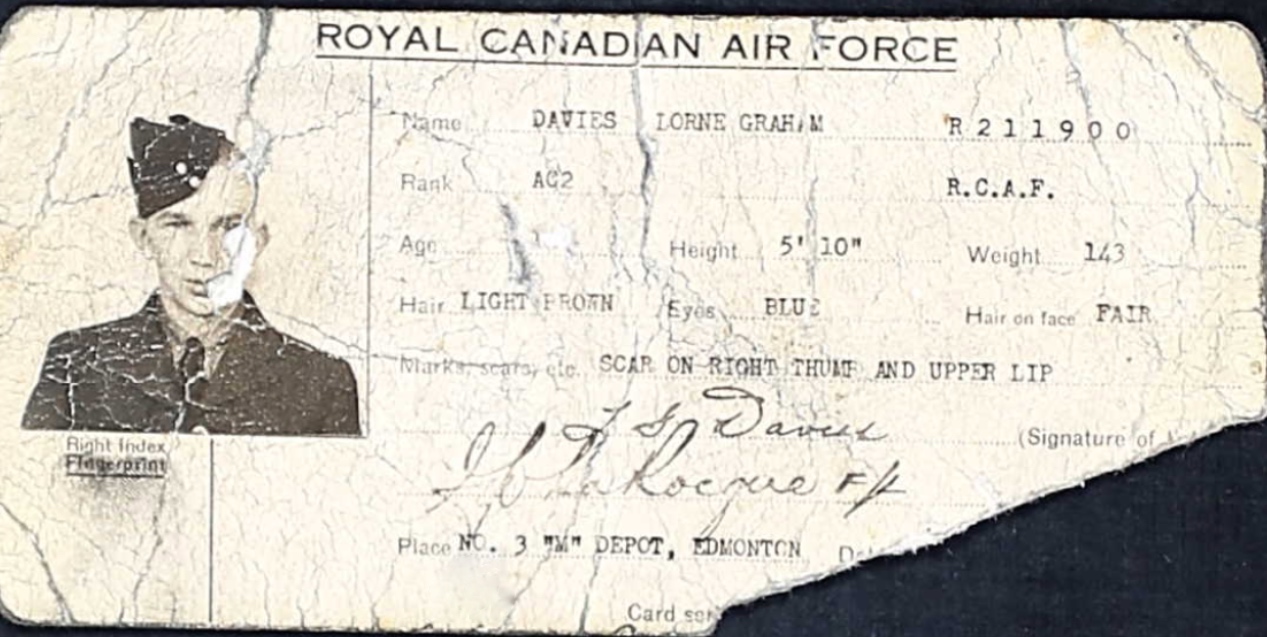 ROYAL CANADIAN AIR FORCE
Name DAVIES LORNE GRAHAM R211900
Rank AC2 R.C.A.F.
Age Height 5' 10" Weight 143
Hair LIGHT BROWN Eyes BLUE Hair on face FAIR
Marks, scars, etc. SCAR ON RIGHT THUMB AND UPPER LIP
L G Davies (Signature of
Right Index
Fingerprint
LaRocque F/L
Place NO. 3 "M" DEPOT, EDMONTON
Card